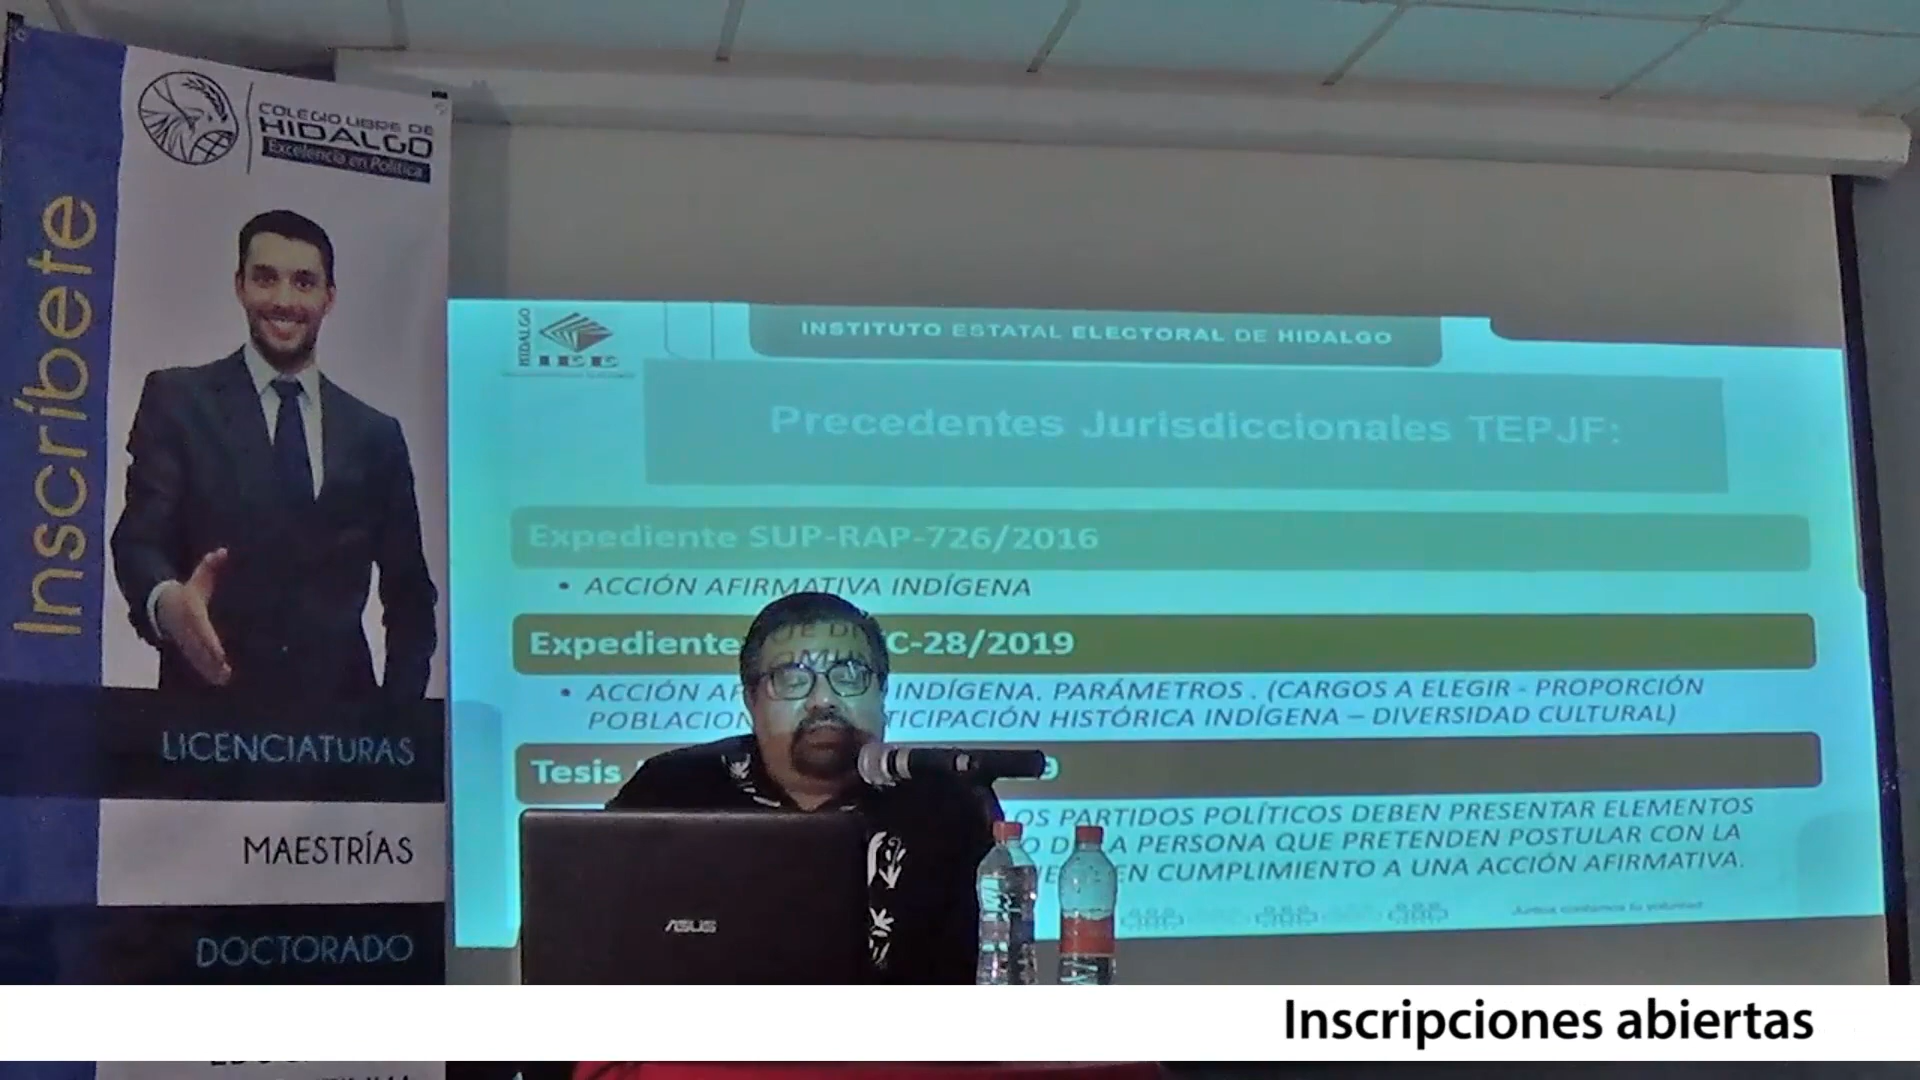 COLEGIO LIBRE DE
HIDALGO
Excelencia en Política
Inscríbete
LICENCIATURAS
MAESTRÍAS
DOCTORADO
HIDALGO
IEE
INSTITUTO ESTATAL ELECTORAL DE HIDALGO
Precedentes Jurisdiccionales TEPJF:
Expediente SUP-RAP-726/2016
• ACCIÓN AFIRMATIVA INDÍGENA
Expediente C-28/2019
• ACCIÓN INDÍGENA. PARÁMETROS . (CARGOS A ELEGIR - PROPORCIÓN
HISTÓRICA INDÍGENA – DIVERSIDAD CULTURAL)
Tesis
PARTIDOS POLÍTICOS DEBEN PRESENTAR ELEMENTOS
PERSONA QUE PRETENDEN POSTULAR CON LA
EN CUMPLIMIENTO A UNA ACCIÓN AFIRMATIVA.
ASUS
Inscripciones abiertas